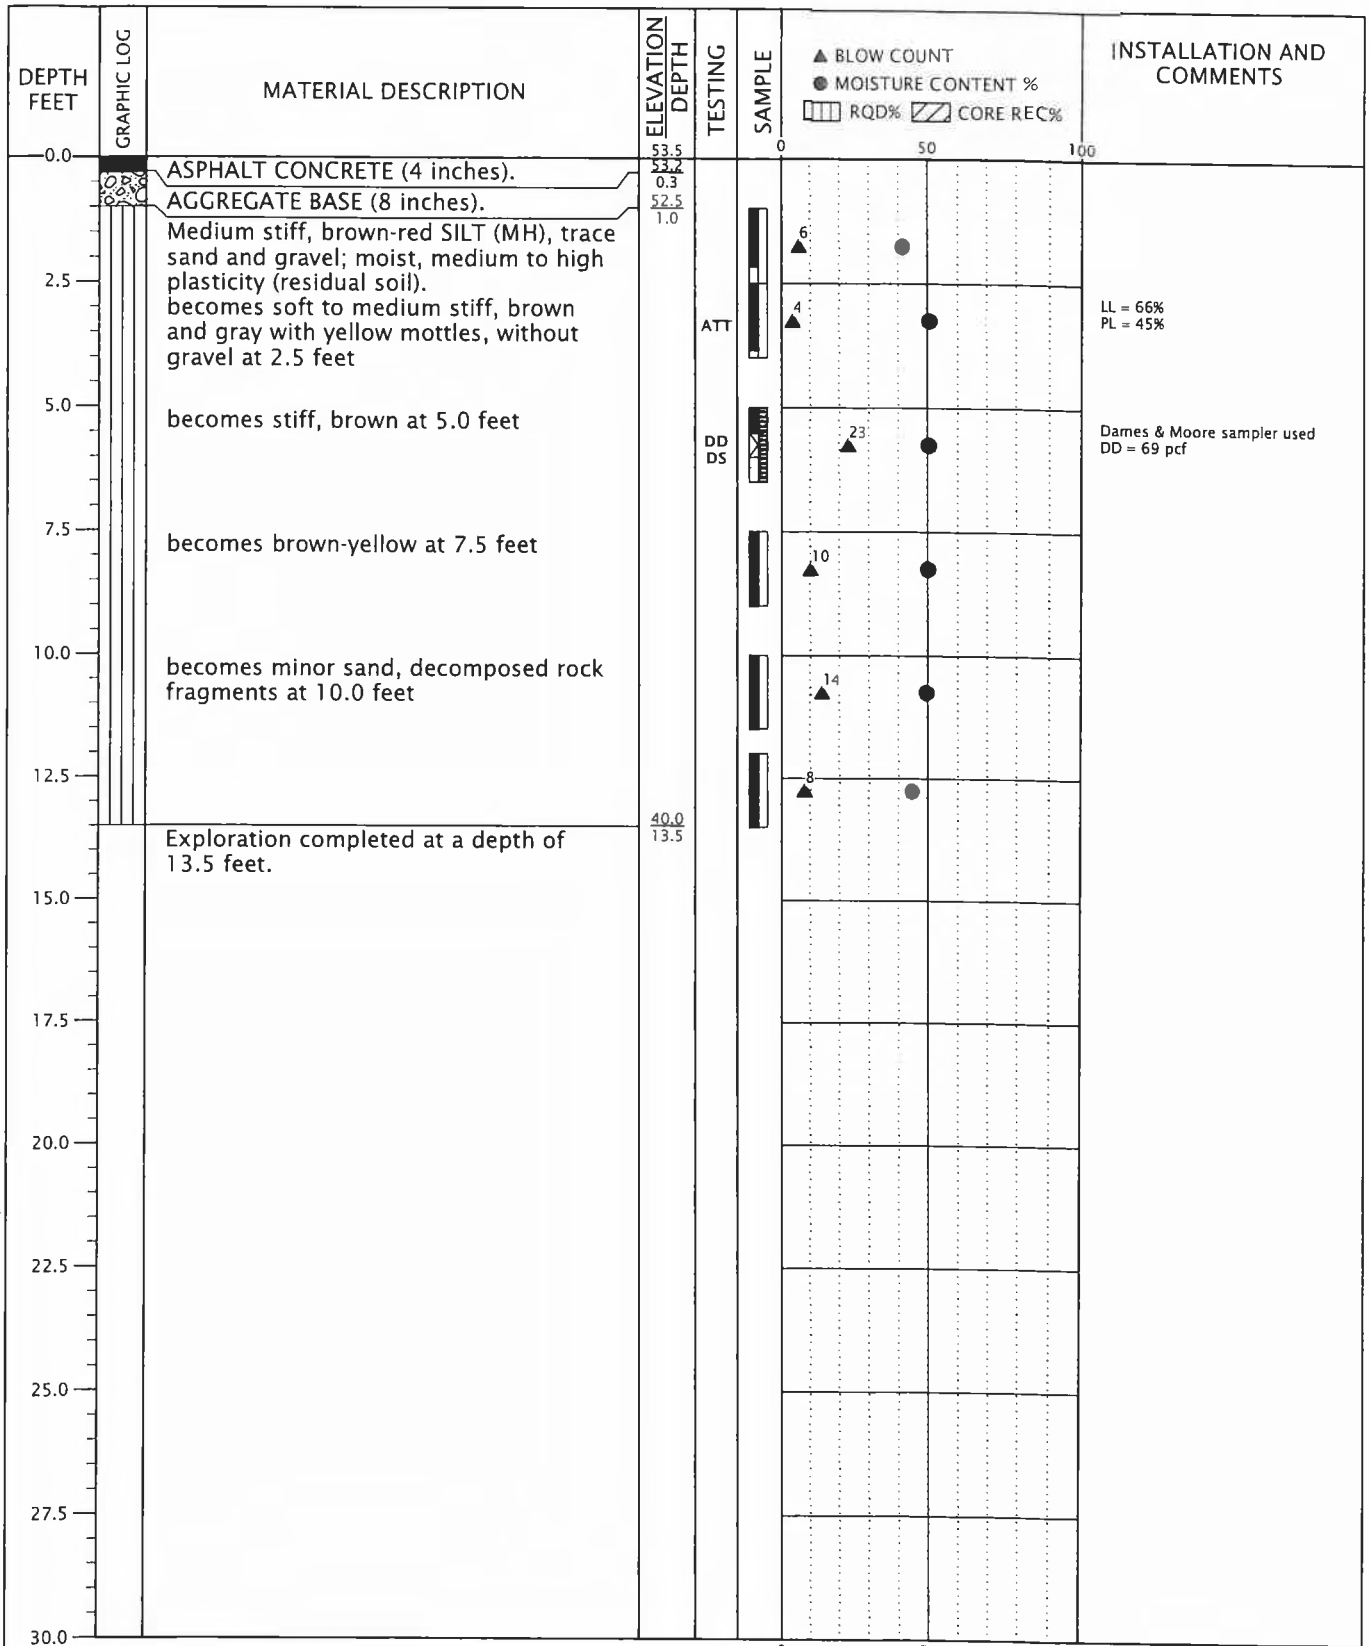 DEPTH
FEET
GRAPHIC LOG
MATERIAL DESCRIPTION
ELEVATION
DEPTH
TESTING
SAMPLE
▲ BLOW COUNT
● MOISTURE CONTENT %
RQD% CORE REC%
INSTALLATION AND
COMMENTS
0 50 100
0.0
53.5
ASPHALT CONCRETE (4 inches).
53.2
0.3
AGGREGATE BASE (8 inches).
52.5
1.0
Medium stiff, brown-red SILT (MH), trace
sand and gravel; moist, medium to high
plasticity (residual soil).
6
2.5
becomes soft to medium stiff, brown
and gray with yellow mottles, without
gravel at 2.5 feet
ATT
4
LL = 66%
PL = 45%
5.0
becomes stiff, brown at 5.0 feet
DD
DS
23
Dames & Moore sampler used
DD = 69 pcf
7.5
becomes brown-yellow at 7.5 feet
10
10.0
becomes minor sand, decomposed rock
fragments at 10.0 feet
14
12.5
8
40.0
13.5
Exploration completed at a depth of
13.5 feet.
15.0
17.5
20.0
22.5
25.0
27.5
30.0